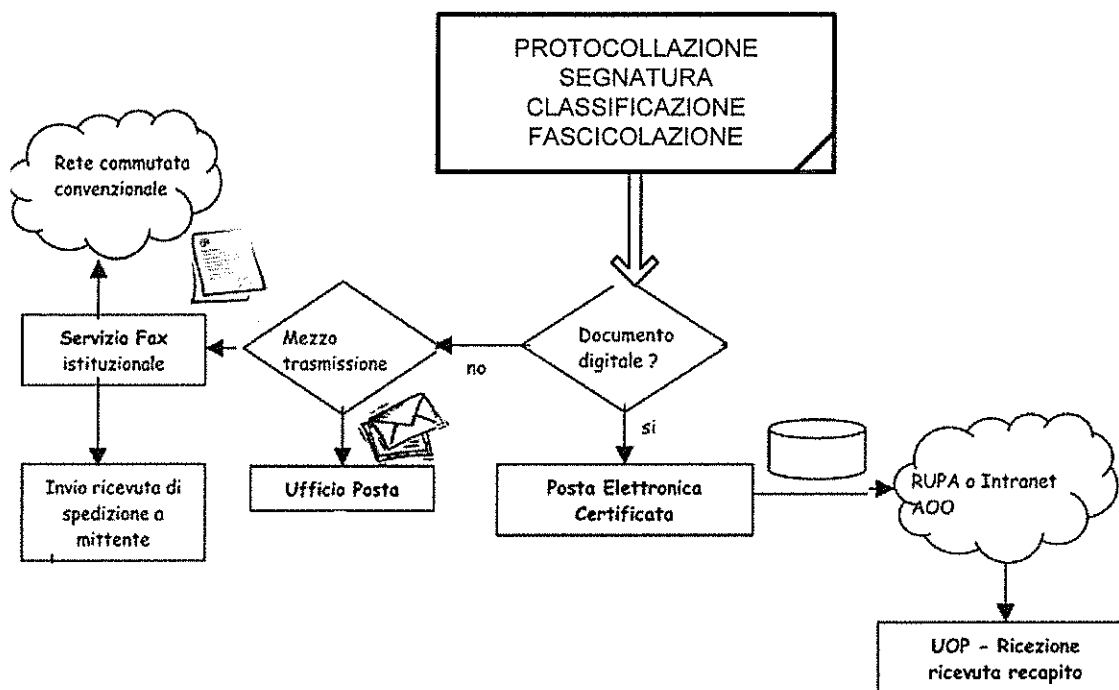 PROTOCOLLAZIONE
SEGNATURA
CLASSIFICAZIONE
FASCICOLAZIONE
Rete commutata
convenzionale
Servizio Fax
istituzionale
Mezzo
trasmissione
no
Documento
digitale ?
si
Invio ricevuta di
spedizione a
mittente
Ufficio Posta
Posta Elettronica
Certificata
RUPA o Intranet
AOO
UOP - Ricezione
ricevuta recapito